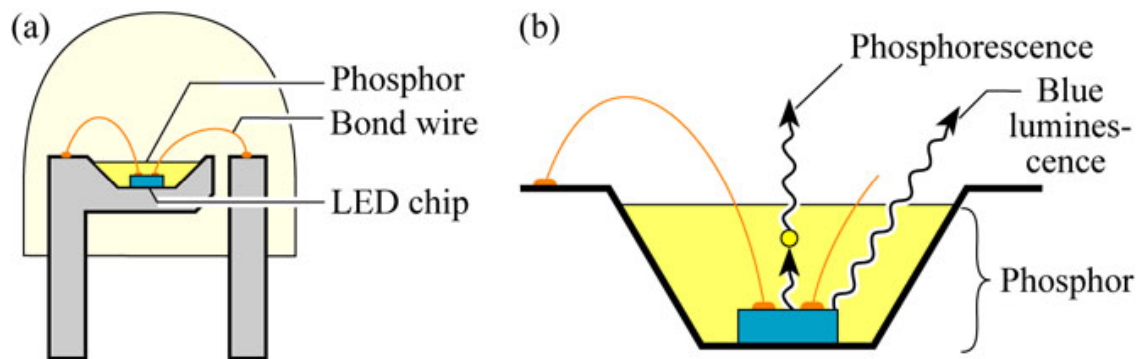 (a)
Phosphor
Bond wire
LED chip
(b)
Phosphorescence
Blue
lumines-
cence
Phosphor